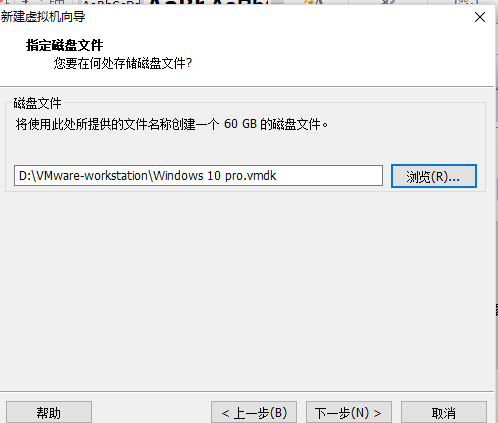 新建虚拟机向导
指定磁盘文件
您要在何处存储磁盘文件?
磁盘文件
将使用此处所提供的文件名称创建一个 60 GB 的磁盘文件。
D:\VMware-workstation\Windows 10 pro.vmdk
浏览(R)...
帮助
< 上一步(B)
下一步(N) >
取消